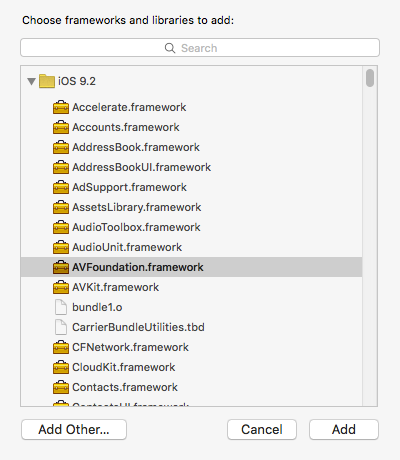 Choose frameworks and libraries to add:
Search
iOS 9.2
Accelerate.framework
Accounts.framework
AddressBook.framework
AddressBookUI.framework
AdSupport.framework
AssetsLibrary.framework
AudioToolbox.framework
AudioUnit.framework
AVFoundation.framework
AVKit.framework
bundle1.o
CarrierBundleUtilities.tbd
CFNetwork.framework
CloudKit.framework
Contacts.framework
ContactsUI.framework
Add Other...
Cancel
Add